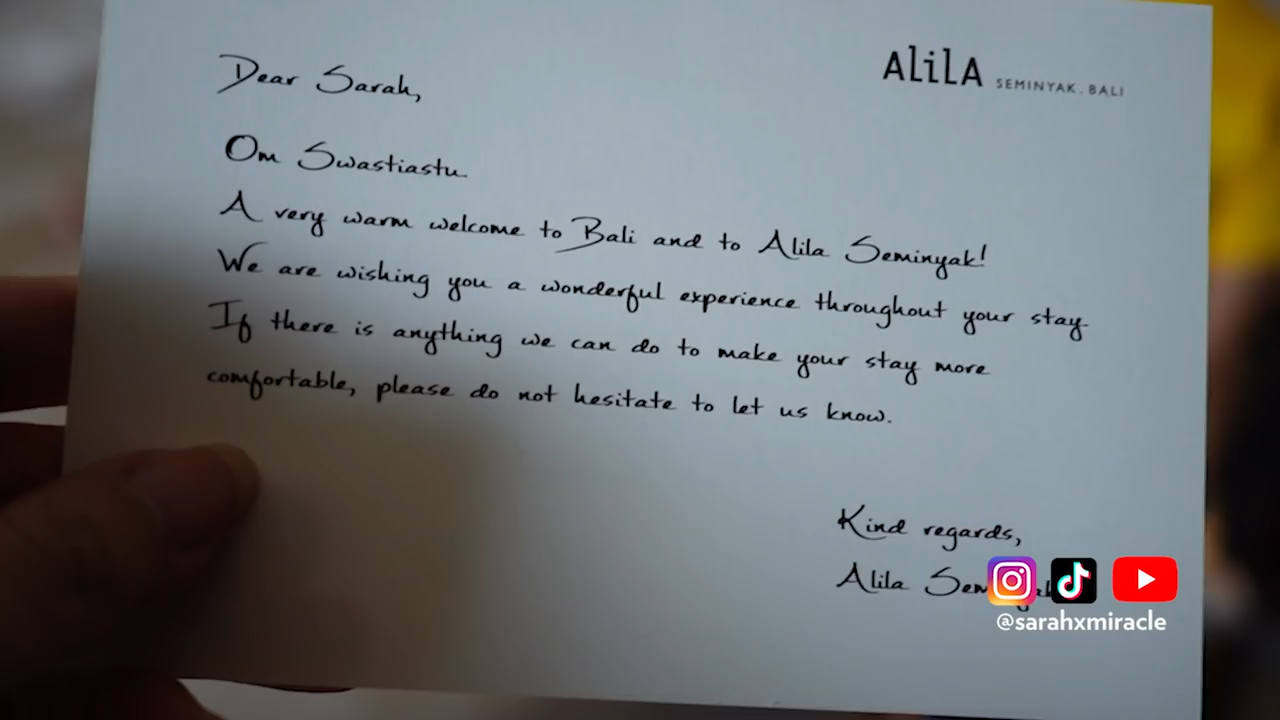 ALiLA SEMINYAK . BALI
Dear Sarah,
Om Swastiastu
A very warm welcome to Bali and to Alila Seminyak!
We are wishing you a wonderful experience throughout your stay
If there is anything we can do to make your stay more
comfortable, please do not hesitate to let us know.
Kind regards,
Alila
@sarahxmiracle